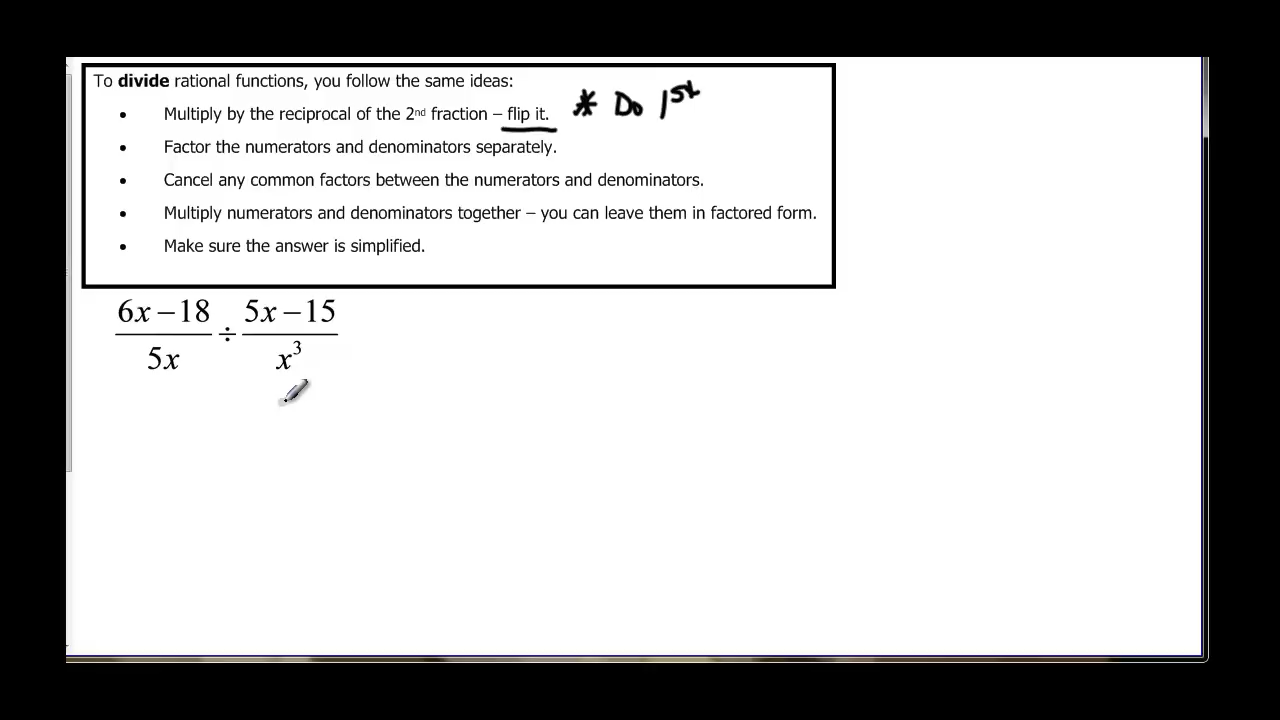 To divide rational functions, you follow the same ideas:
• Multiply by the reciprocal of the 2nd fraction – flip it. * Do 1st
• Factor the numerators and denominators separately.
• Cancel any common factors between the numerators and denominators.
• Multiply numerators and denominators together – you can leave them in factored form.
• Make sure the answer is simplified.
6x – 18 5x – 15
÷
5x x³